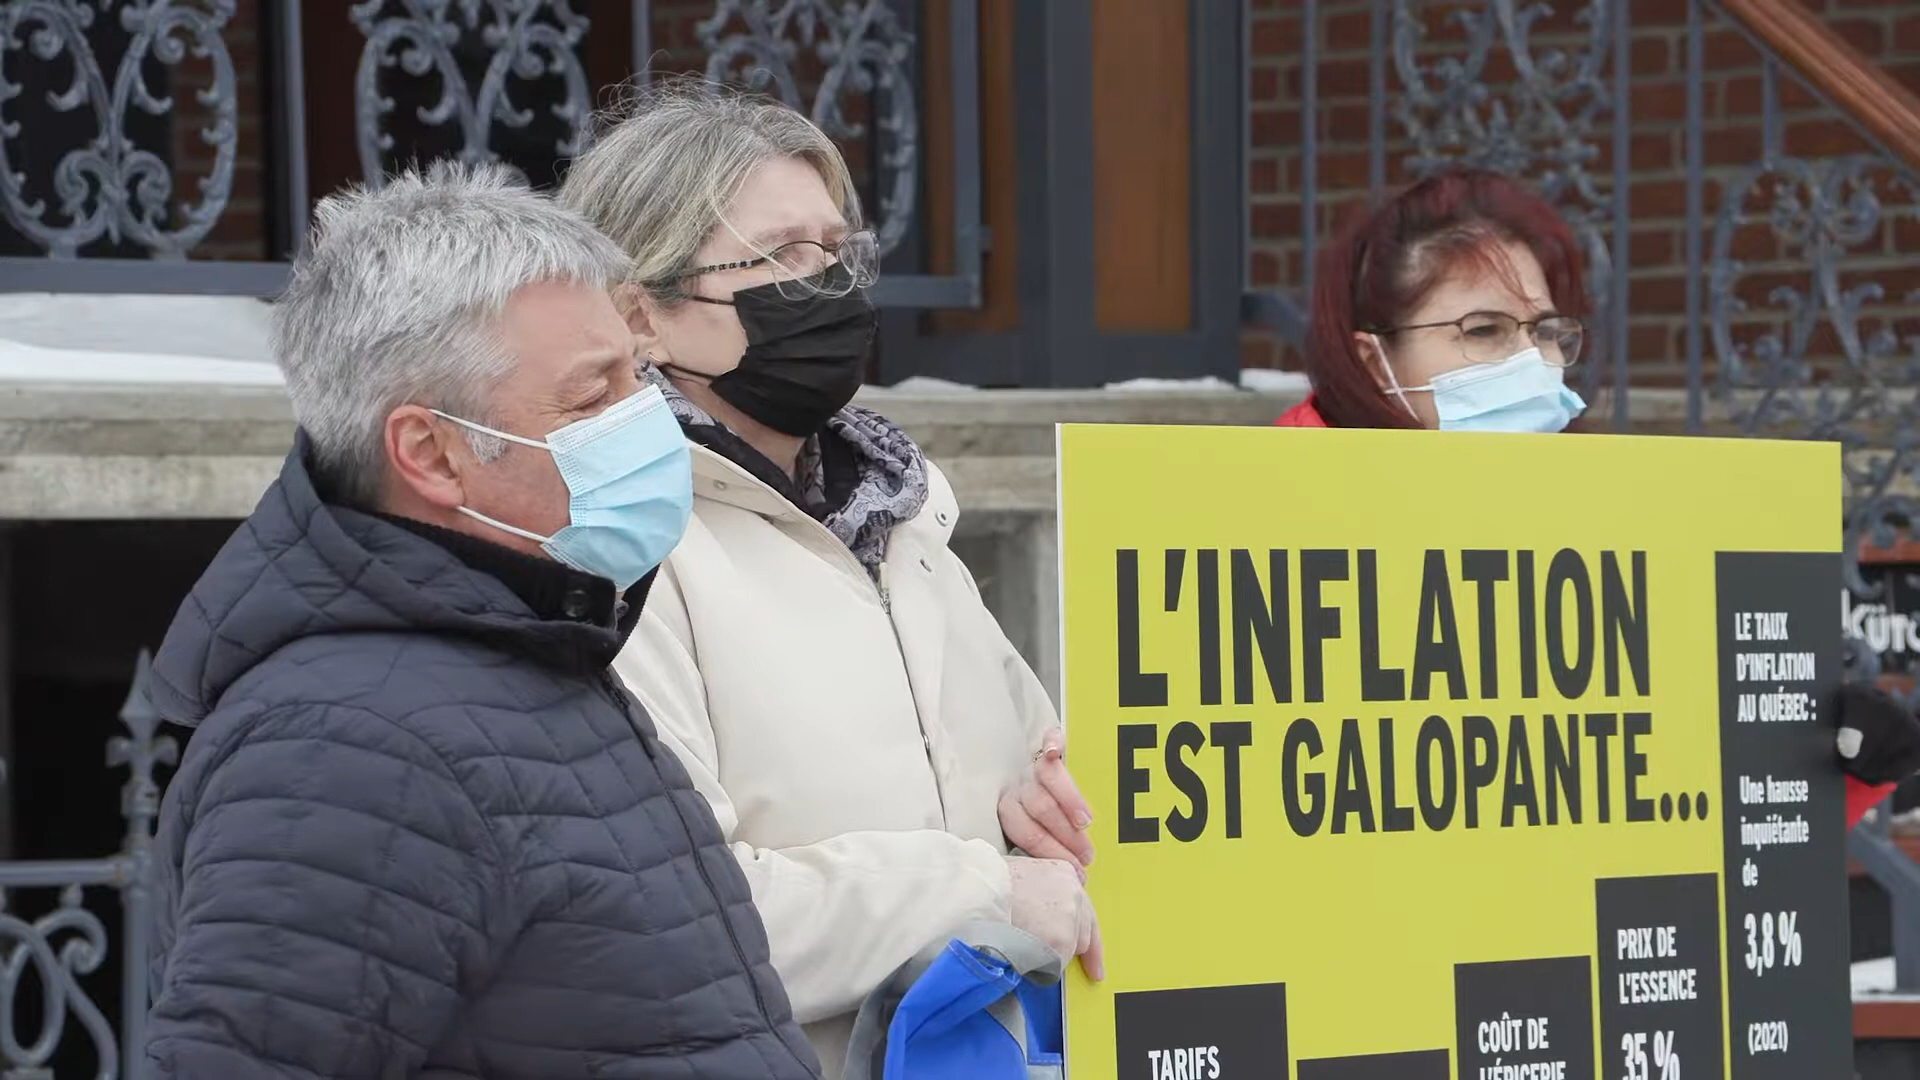 L'INFLATION
EST GALOPANTE...
LE TAUX
D'INFLATION
AU QUÉBEC :
Une hausse
inquiétante
de
3,8 %
(2021)
PRIX DE
L'ESSENCE
35 %
COÛT DE
L'ÉPICERIE
TARIFS